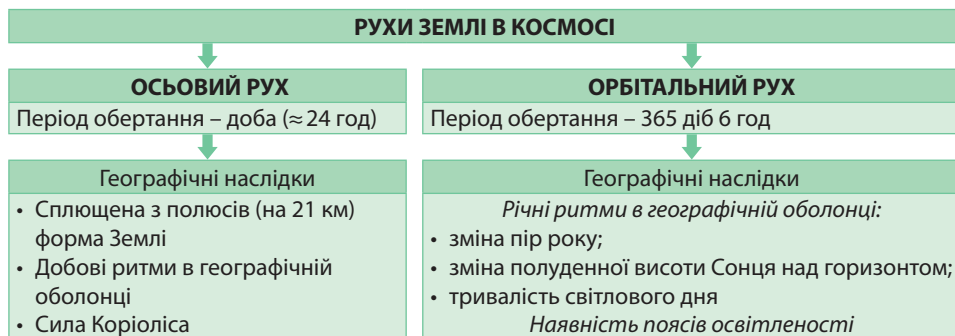 РУХИ ЗЕМЛІ В КОСМОСІ
ОСЬОВИЙ РУХ
Період обертання – доба (≈ 24 год)
Географічні наслідки
• Сплющена з полюсів (на 21 км)
форма Землі
• Добові ритми в географічній
оболонці
• Сила Коріоліса
ОРБІТАЛЬНИЙ РУХ
Період обертання – 365 діб 6 год
Географічні наслідки
Річні ритми в географічній оболонці:
• зміна пір року;
• зміна полуденної висоти Сонця над горизонтом;
• тривалість світлового дня
Наявність поясів освітленості